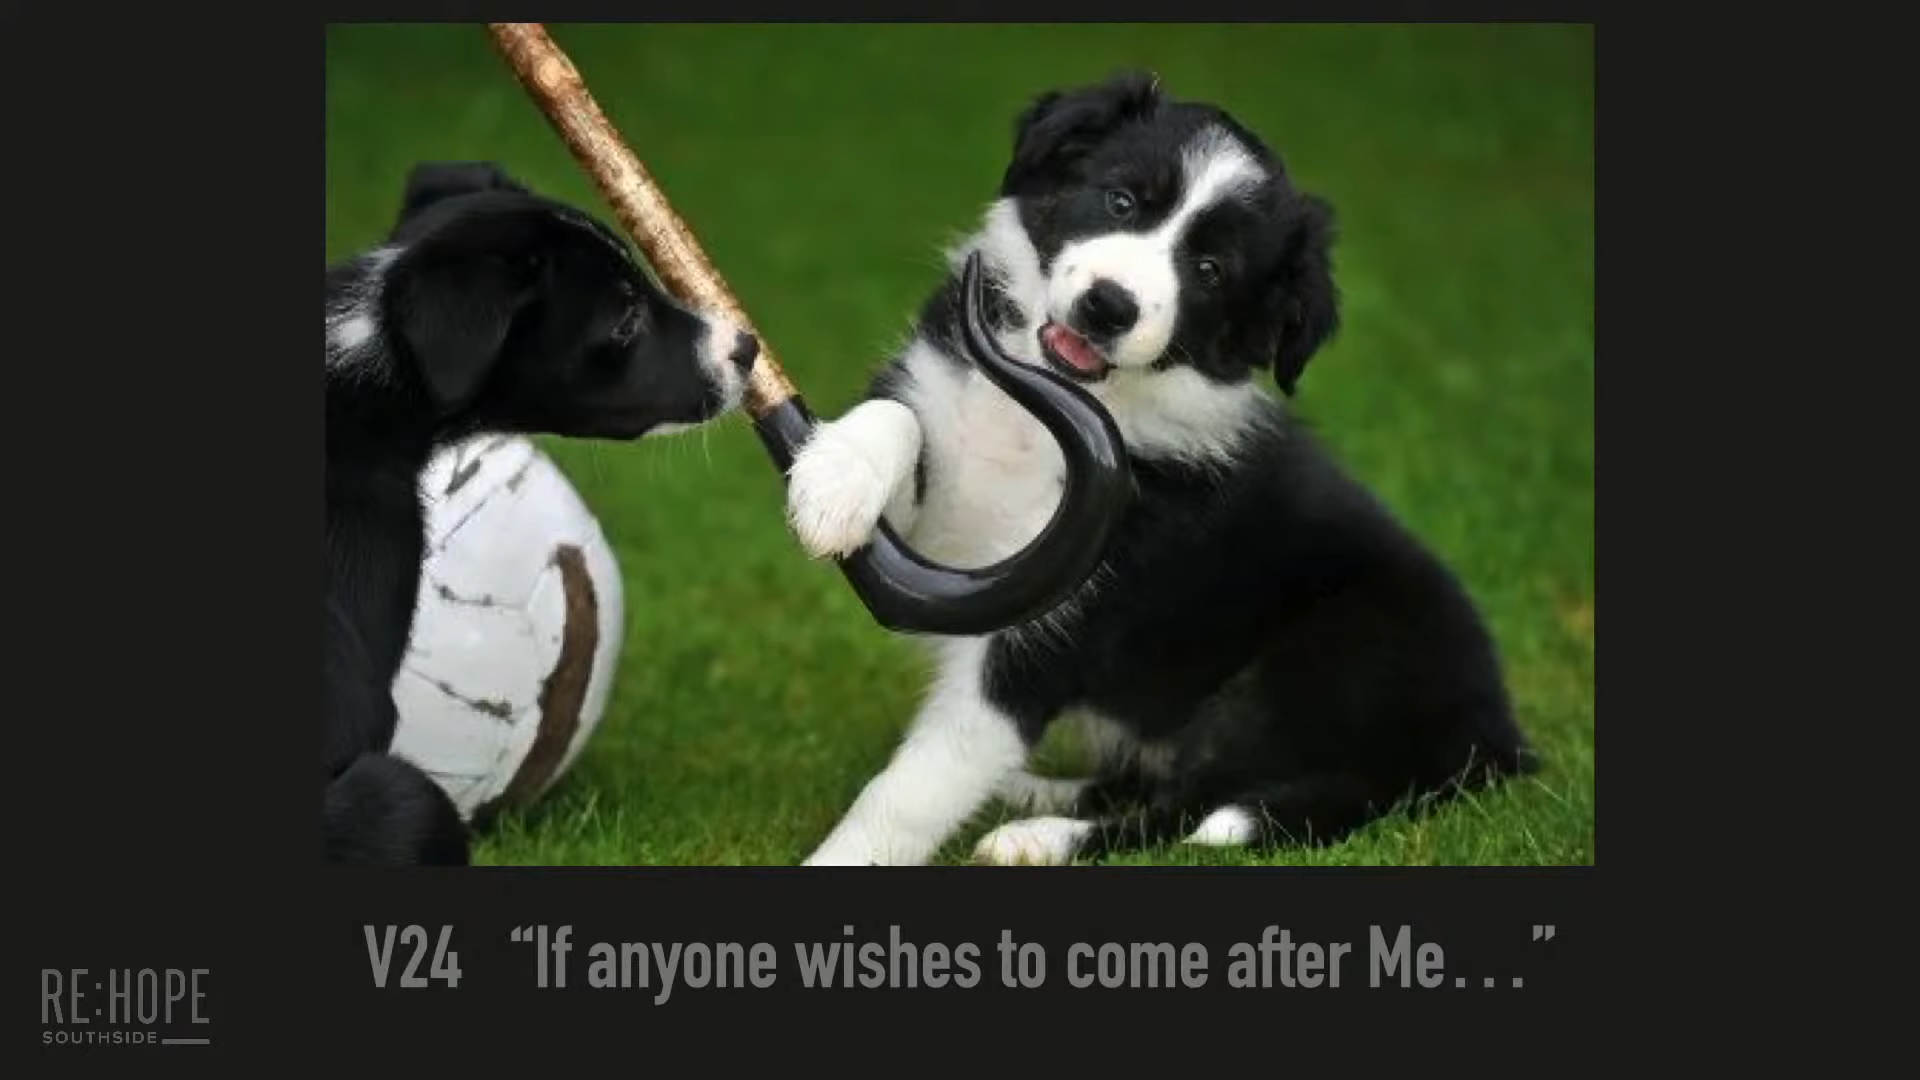 V24 “If anyone wishes to come after Me...”
RE:HOPE
SOUTHSIDE